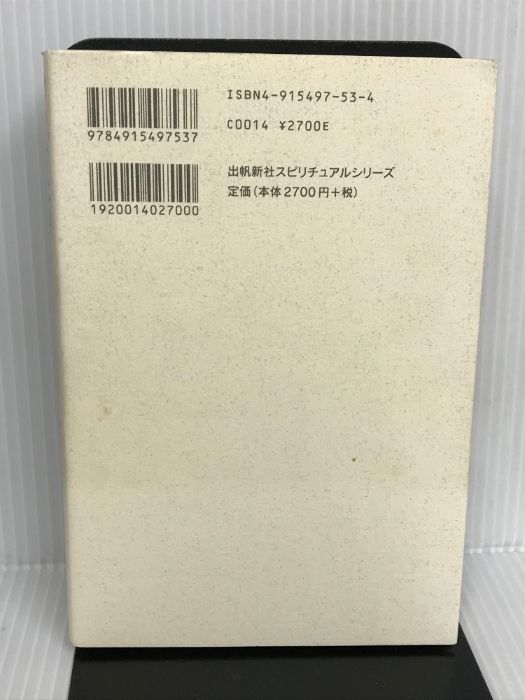 ISBN4-915497-53-4
9784915497537
C0014 ¥2700E
出帆新社スピリチュアルシリーズ
定価(本体2700円+税)
1920014027000